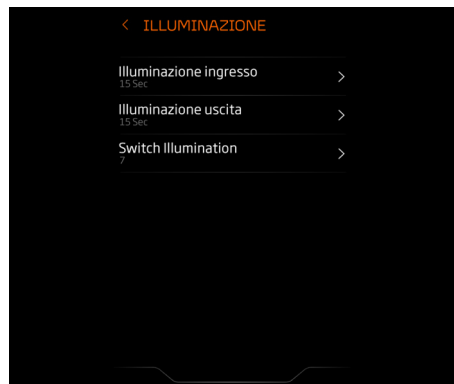 ILLUMINAZIONE
Illuminazione ingresso
15 Sec
Illuminazione uscita
15 Sec
Switch Illumination
7